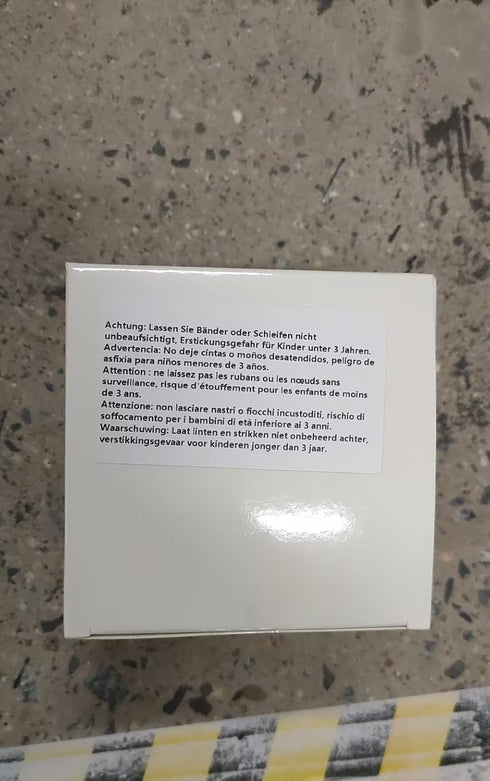 Achtung: Lassen Sie Bänder oder Schleifen nicht
unbeaufsichtigt, Erstickungsgefahr für Kinder unter 3 Jahren.
Advertencia: No deje cintas o moños desatendidos, peligro de
asfixia para niños menores de 3 años.
Attention : ne laissez pas les rubans ou les nœuds sans
surveillance, risque d'étouffement pour les enfants de moins
de 3 ans.
Attenzione: non lasciare nastri o fiocchi incustoditi, rischio di
soffocamento per i bambini di età inferiore ai 3 anni.
Waarschuwing: Laat linten en strikken niet onbeheerd achter,
verstikkingsgevaar voor kinderen jonger dan 3 jaar.